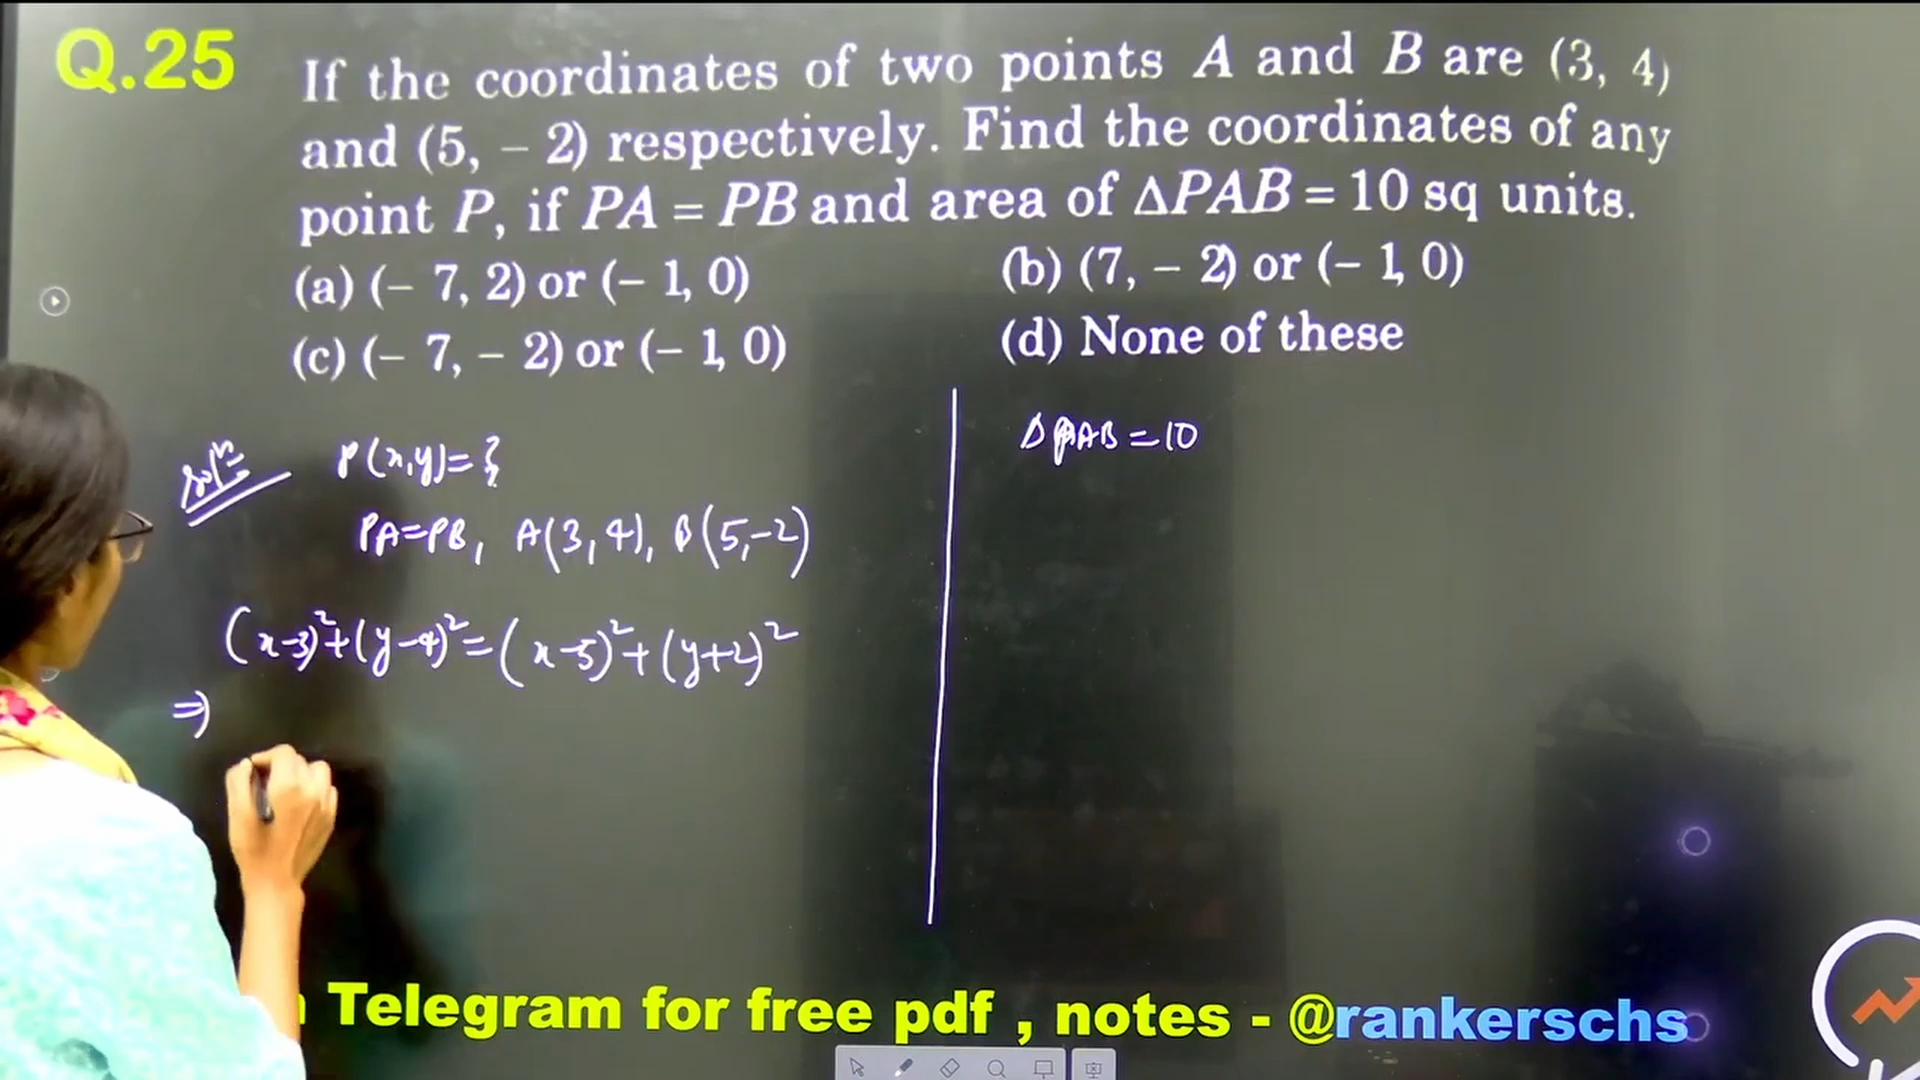 Q.25
If the coordinates of two points A and B are (3, 4)
and (5, – 2) respectively. Find the coordinates of any
point P, if PA = PB and area of ΔPAB = 10 sq units.
(a) (– 7, 2) or (– 1, 0)
(b) (7, – 2) or (– 1, 0)
(c) (– 7, – 2) or (– 1, 0)
(d) None of these
Solⁿ
P(x,y)=?
PA=PB, A(3,4), B(5,-2)
(x-3)²+(y-4)²=(x-5)²+(y+2)²
⇒
Δ PAB = 10
Telegram for free pdf , notes - @rankerschs